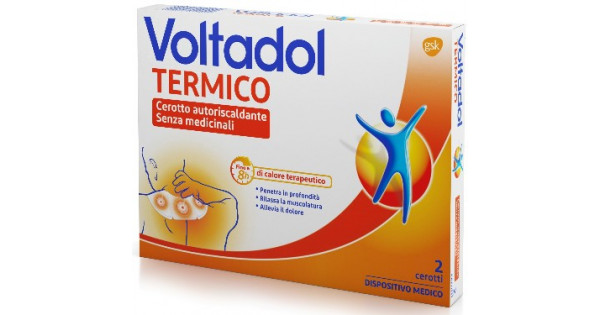 Voltadol
TERMICO
Cerotto autoriscaldante
Senza medicinali
gsk
Fino a
8h
di calore terapeutico
• Penetra in profondità
• Rilassa la muscolatura
• Allevia il dolore
2
cerotti
DISPOSITIVO MEDICO
Voltadol
TERMICO